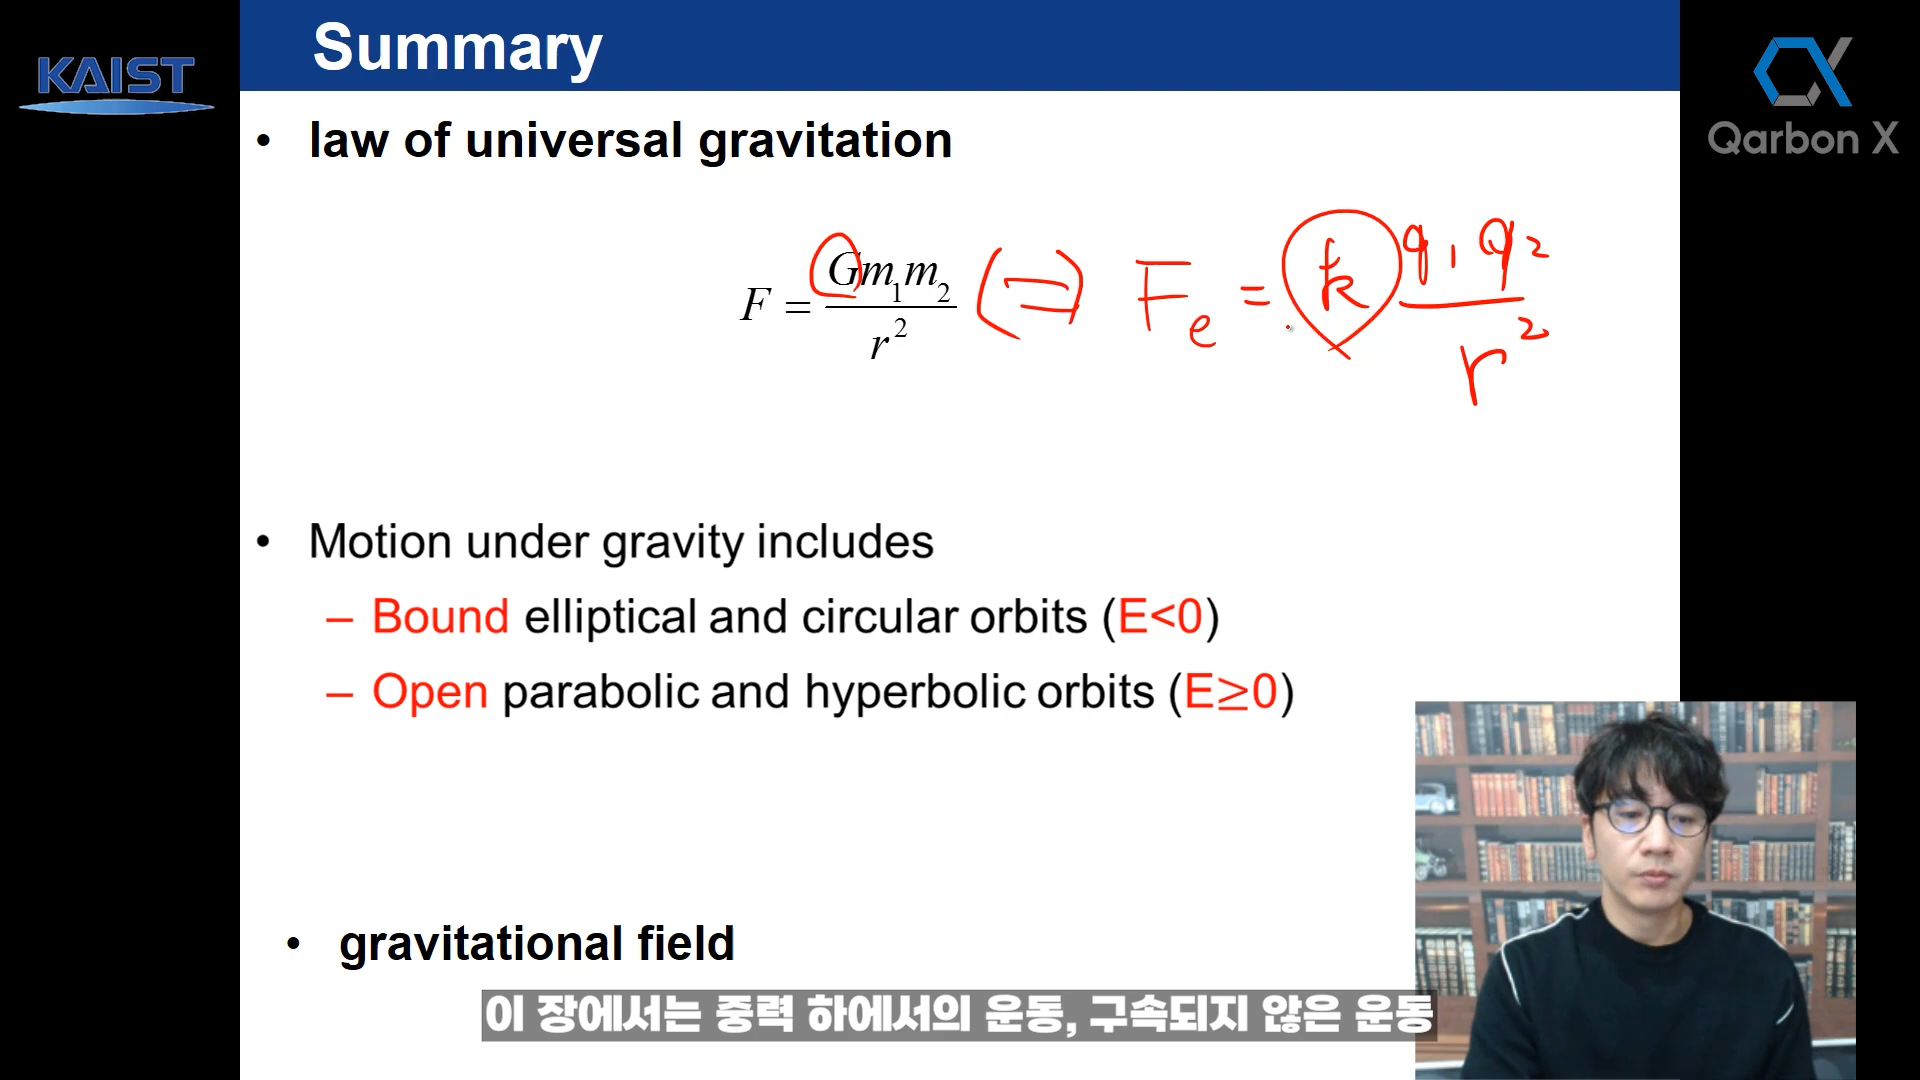 Summary
KAIST
Qarbon X
• law of universal gravitation
F = Gm₁m₂ / r² ⇔ Fₑ = k q₁ q₂ / r²
• Motion under gravity includes
– Bound elliptical and circular orbits (E<0)
– Open parabolic and hyperbolic orbits (E≥0)
• gravitational field
이 장에서는 중력 하에서의 운동, 구속되지 않은 운동